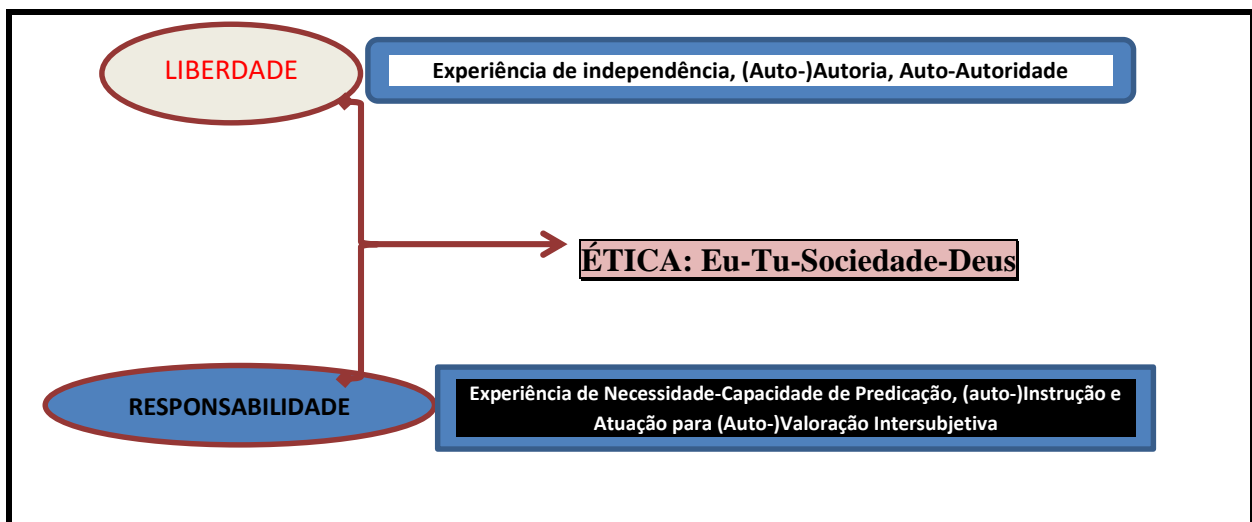 LIBERDADE
Experiência de independência, (Auto-)Autoria, Auto-Autoridade
ÉTICA: Eu-Tu-Sociedade-Deus
RESPONSABILIDADE
Experiência de Necessidade-Capacidade de Predicação, (auto-)Instrução e
Atuação para (Auto-)Valoração Intersubjetiva